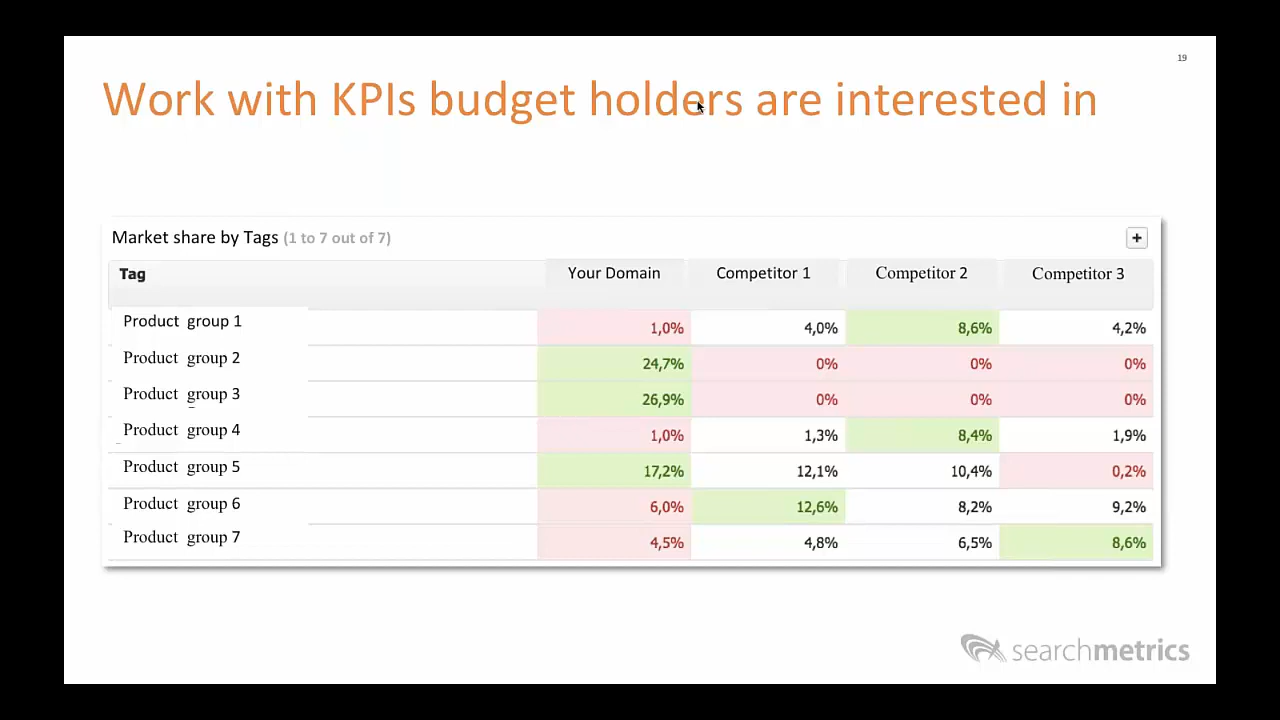 19
Work with KPIs budget holders are interested in
Market share by Tags (1 to 7 out of 7)
+
Tag Your Domain Competitor 1 Competitor 2 Competitor 3
Product group 1 1,0% 4,0% 8,6% 4,2%
Product group 2 24,7% 0% 0% 0%
Product group 3 26,9% 0% 0% 0%
Product group 4 1,0% 1,3% 8,4% 1,9%
Product group 5 17,2% 12,1% 10,4% 0,2%
Product group 6 6,0% 12,6% 8,2% 9,2%
Product group 7 4,5% 4,8% 6,5% 8,6%
searchmetrics